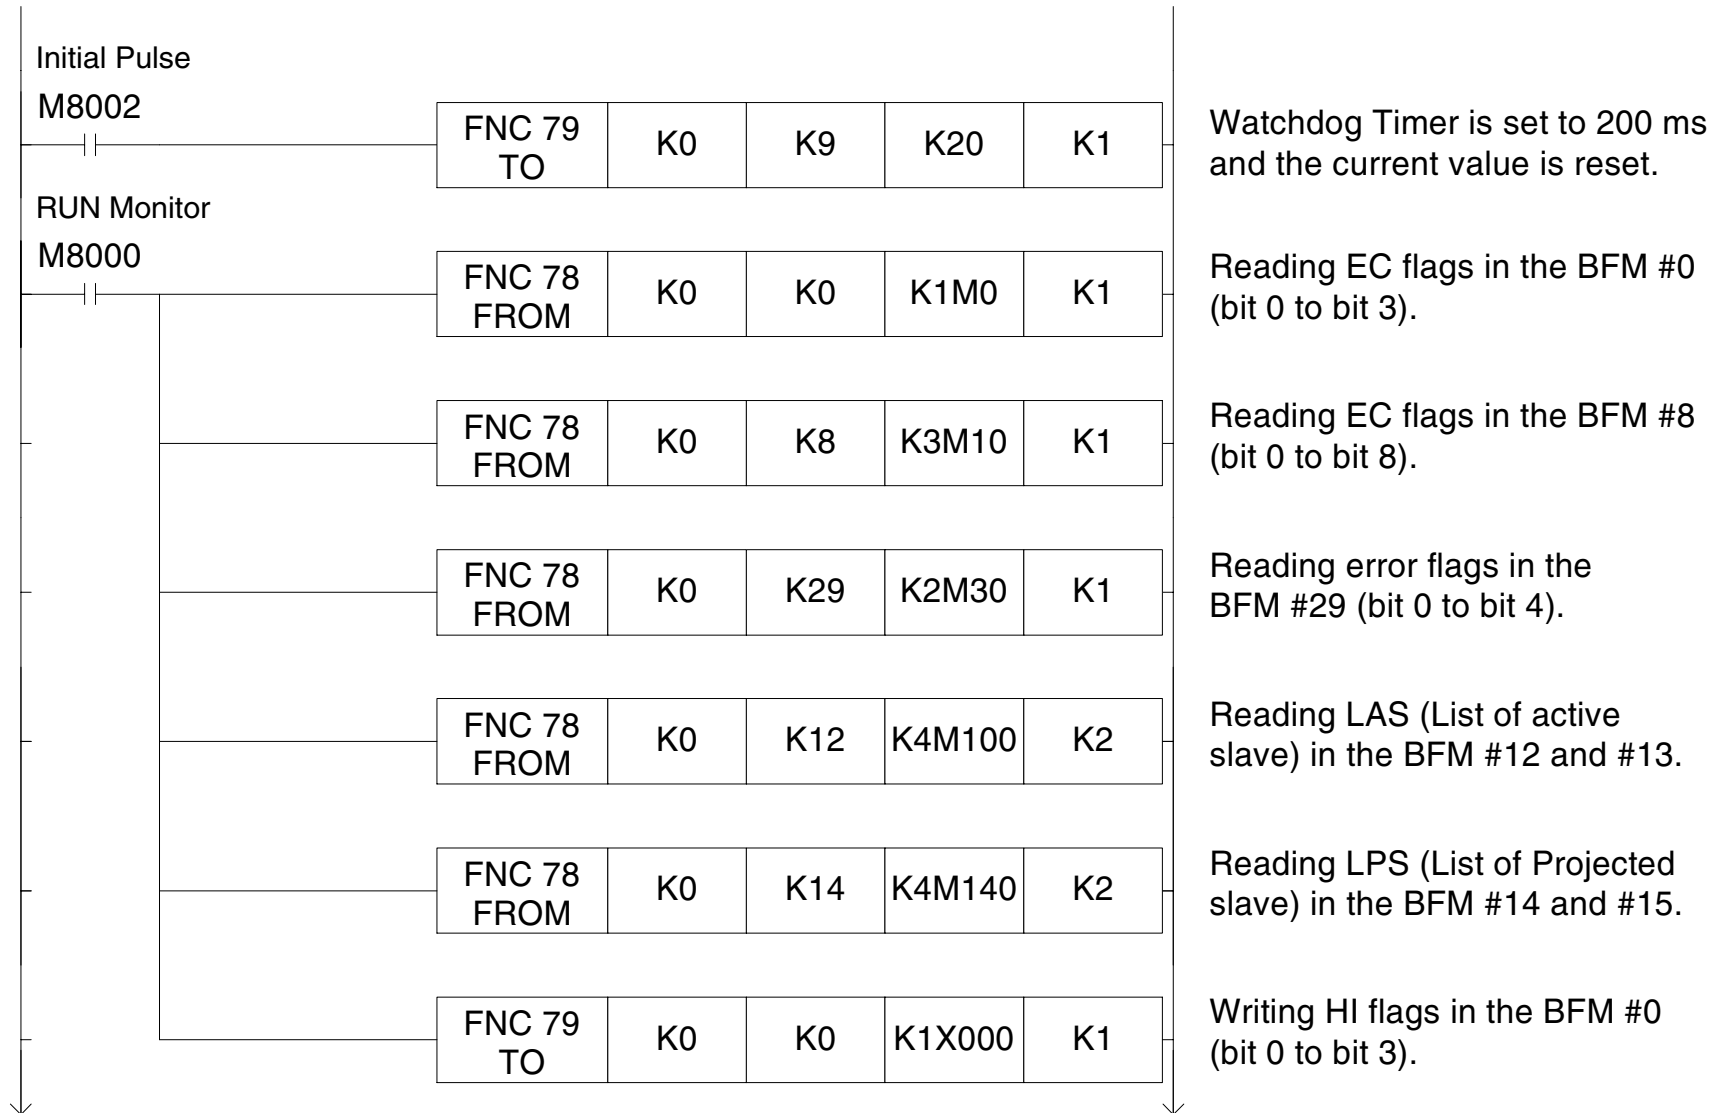 Initial Pulse
M8002
FNC 79
TO
K0
K9
K20
K1
Watchdog Timer is set to 200 ms
and the current value is reset.
RUN Monitor
M8000
FNC 78
FROM
K0
K0
K1M0
K1
Reading EC flags in the BFM #0
(bit 0 to bit 3).
FNC 78
FROM
K0
K8
K3M10
K1
Reading EC flags in the BFM #8
(bit 0 to bit 8).
FNC 78
FROM
K0
K29
K2M30
K1
Reading error flags in the
BFM #29 (bit 0 to bit 4).
FNC 78
FROM
K0
K12
K4M100
K2
Reading LAS (List of active
slave) in the BFM #12 and #13.
FNC 78
FROM
K0
K14
K4M140
K2
Reading LPS (List of Projected
slave) in the BFM #14 and #15.
FNC 79
TO
K0
K0
K1X000
K1
Writing HI flags in the BFM #0
(bit 0 to bit 3).